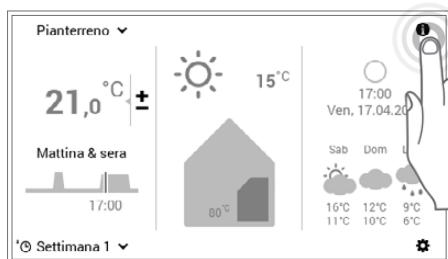 Pianterreno
21,0 °C ±
Mattina & sera
17:00
Settimana 1
15°C
80°C
17:00
Ven, 17.04.20
Sab Dom L
16°C 12°C 9°C
11°C 10°C 6°C